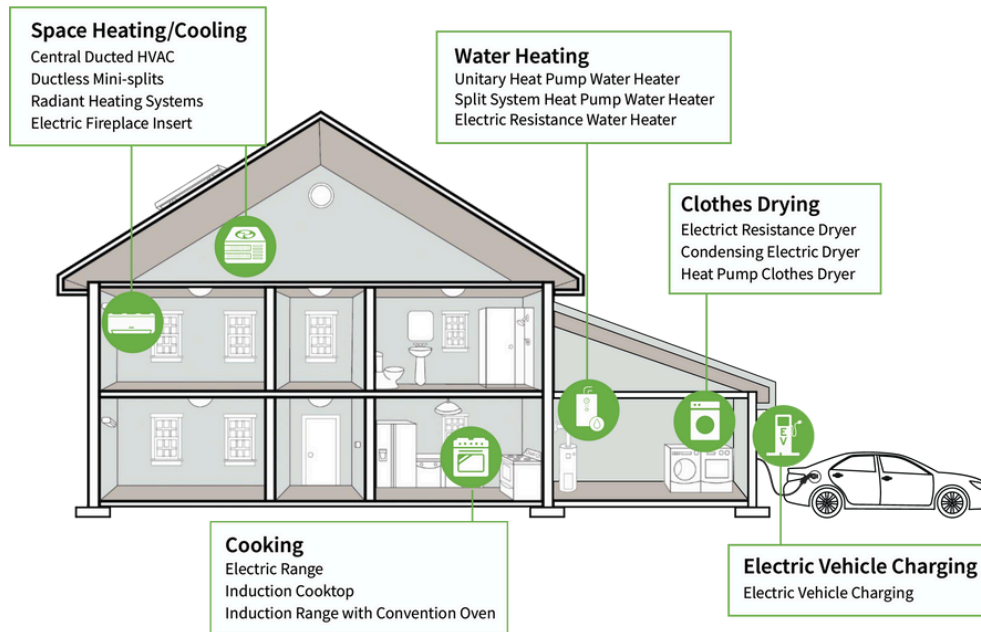 Space Heating/Cooling
Central Ducted HVAC
Ductless Mini-splits
Radiant Heating Systems
Electric Fireplace Insert
Water Heating
Unitary Heat Pump Water Heater
Split System Heat Pump Water Heater
Electric Resistance Water Heater
Clothes Drying
Electrict Resistance Dryer
Condensing Electric Dryer
Heat Pump Clothes Dryer
EV
Cooking
Electric Range
Induction Cooktop
Induction Range with Convention Oven
Electric Vehicle Charging
Electric Vehicle Charging